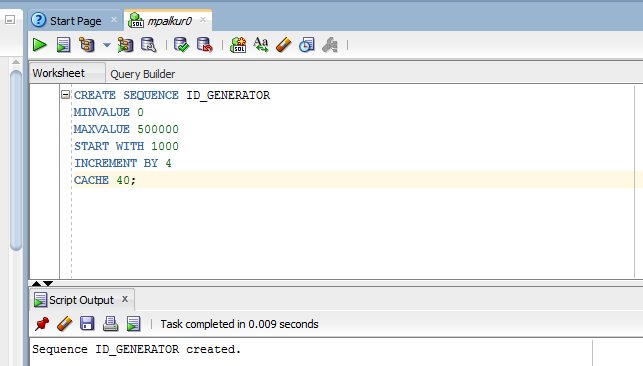 Start Page
mpalkur0
Worksheet Query Builder
CREATE SEQUENCE ID_GENERATOR
MINVALUE 0
MAXVALUE 500000
START WITH 1000
INCREMENT BY 4
CACHE 40;
Script Output x
Task completed in 0.009 seconds
Sequence ID_GENERATOR created.